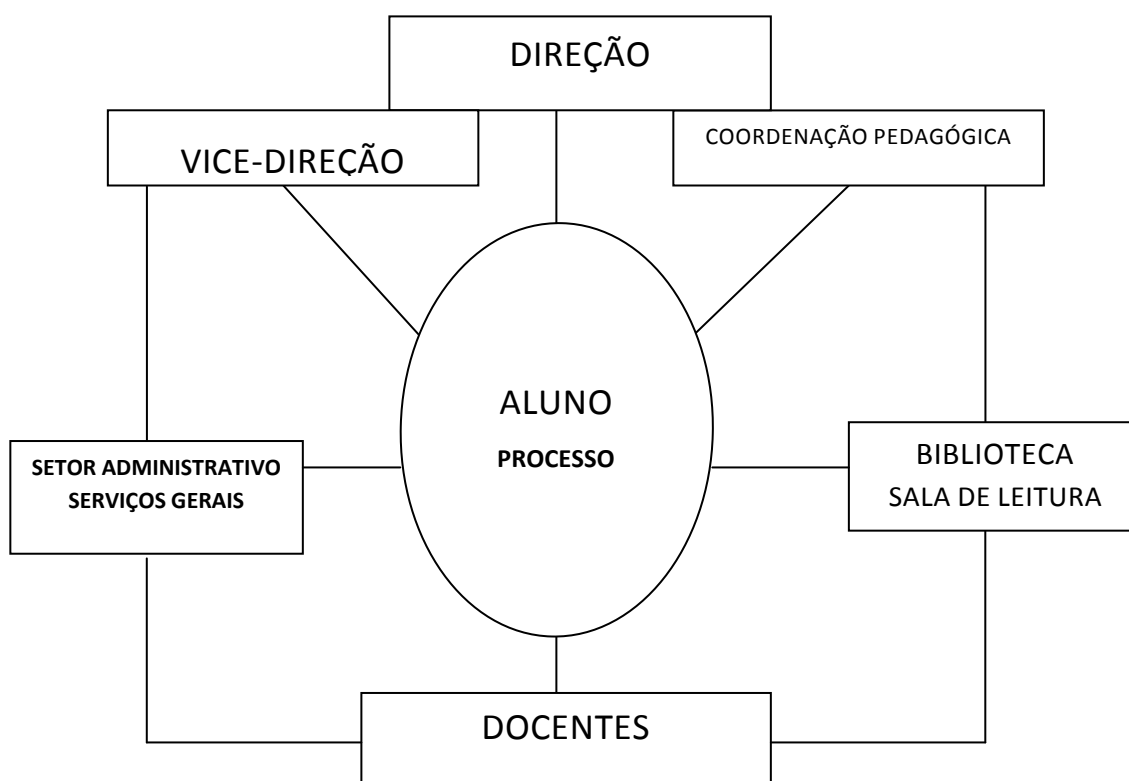 DIREÇÃO
VICE-DIREÇÃO
COORDENAÇÃO PEDAGÓGICA
ALUNO
PROCESSO
SETOR ADMINISTRATIVO
SERVIÇOS GERAIS
BIBLIOTECA
SALA DE LEITURA
DOCENTES